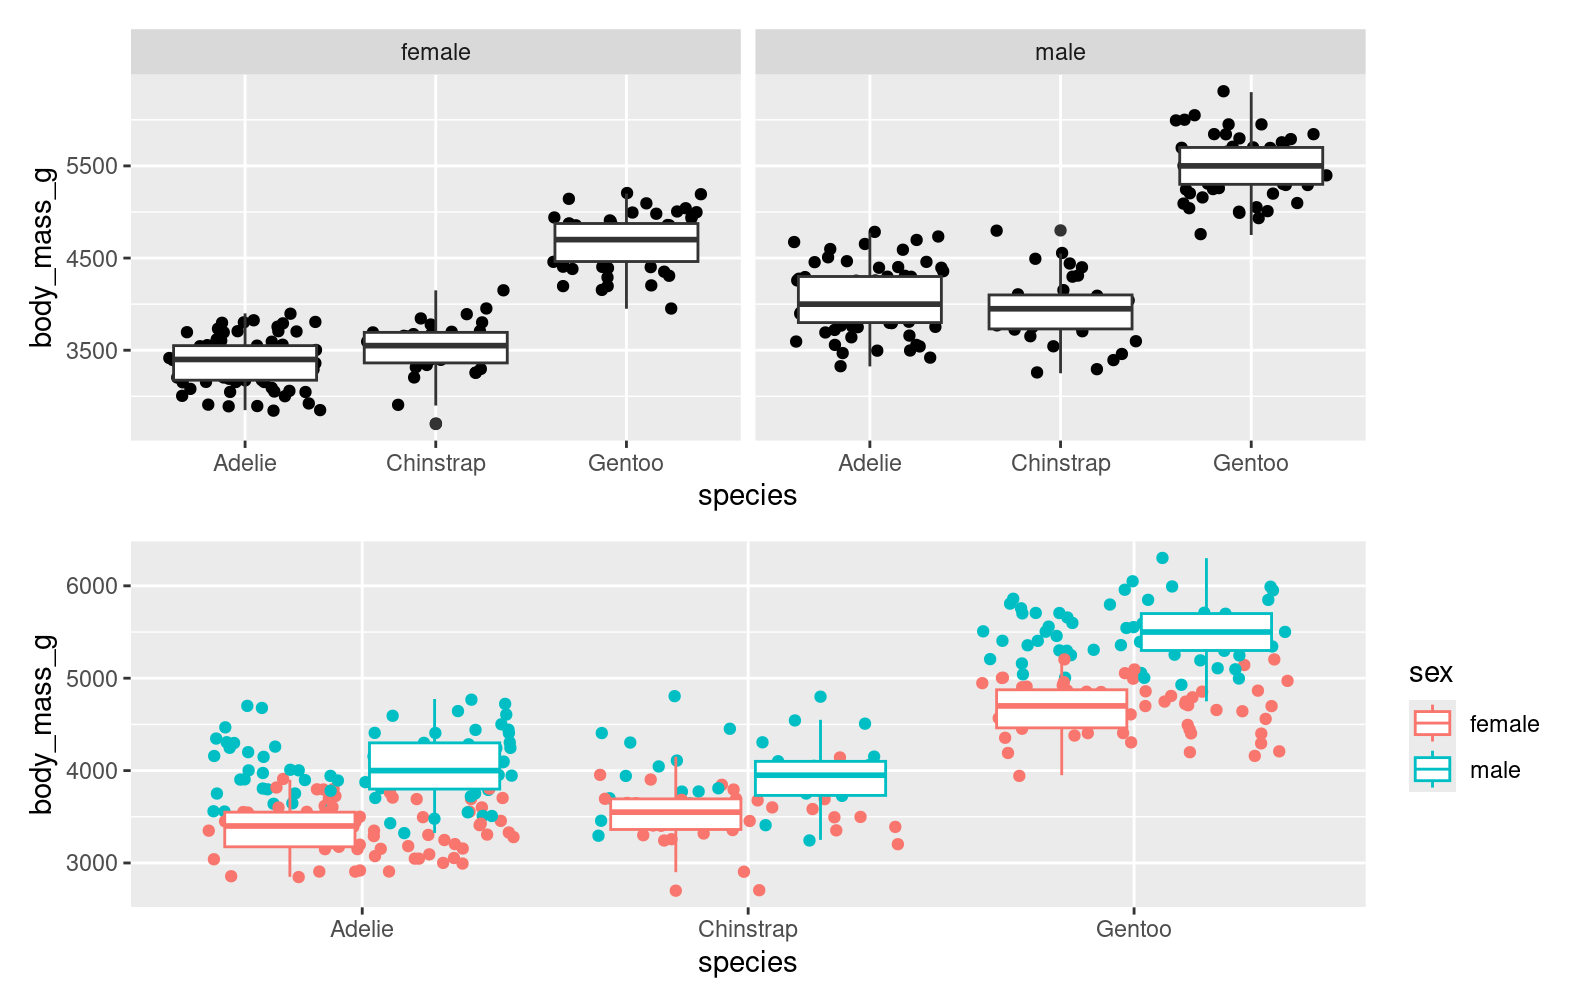 female male
body_mass_g
5500
4500
3500
Adelie Chinstrap Gentoo Adelie Chinstrap Gentoo
species
body_mass_g
6000
5000
4000
3000
Adelie Chinstrap Gentoo
species
sex
female
male